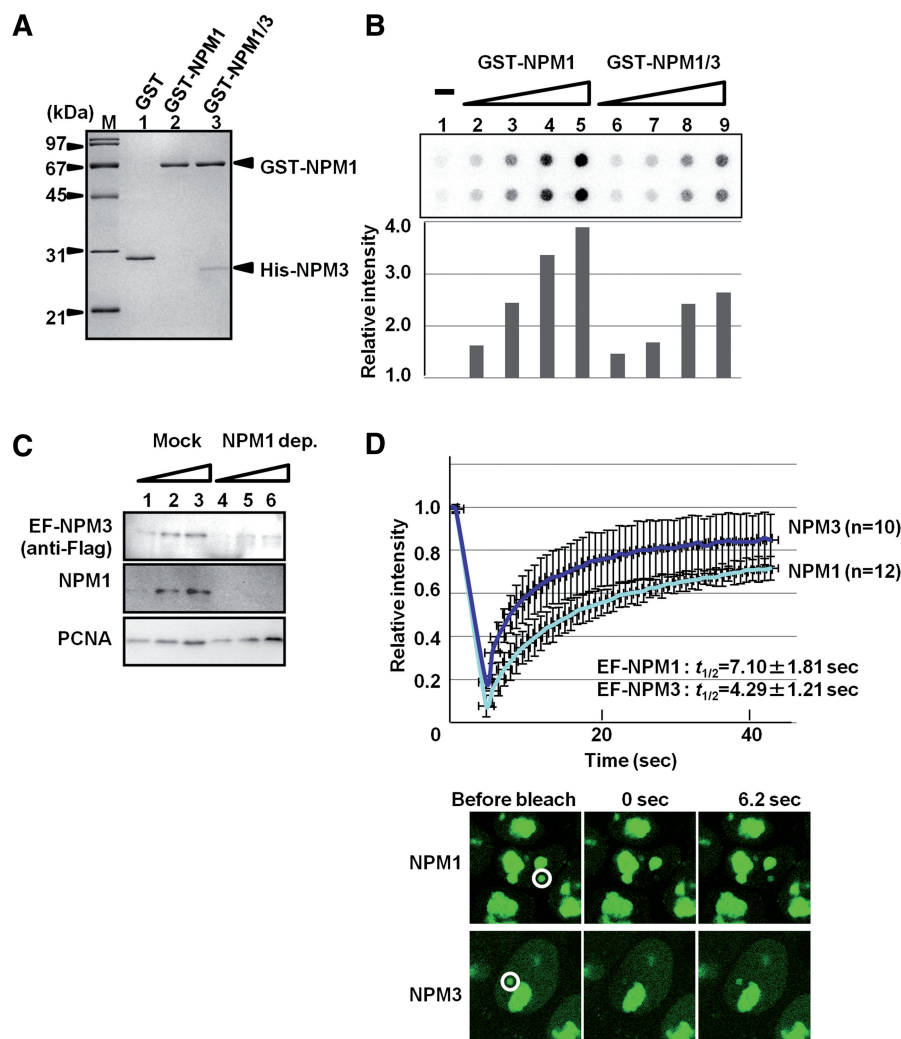 A
GST
GST-NPM1
GST-NPM1/3
(kDa)
M 1 2 3
97
67
45
31
21
GST-NPM1
His-NPM3
B
GST-NPM1 GST-NPM1/3
1 2 3 4 5 6 7 8 9
Relative intensity
4.0
3.0
2.0
1.0
C
Mock NPM1 dep.
1 2 3 4 5 6
EF-NPM3
(anti-Flag)
NPM1
PCNA
D
Relative intensity
1.0
0.8
0.6
0.4
0.2
0
20
40
Time (sec)
NPM3 (n=10)
NPM1 (n=12)
EF-NPM1 : t1/2=7.10±1.81 sec
EF-NPM3 : t1/2=4.29±1.21 sec
Before bleach 0 sec 6.2 sec
NPM1
NPM3